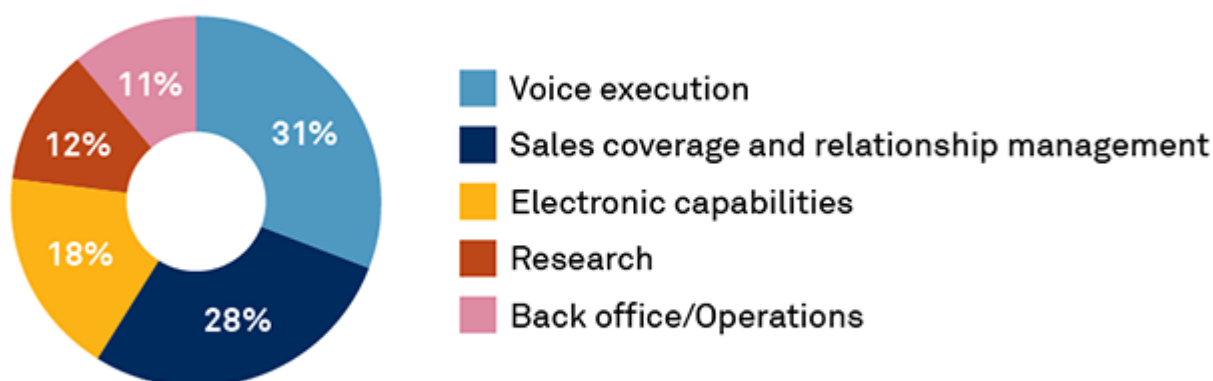 11%
31%
12%
18%
28%
Voice execution
Sales coverage and relationship management
Electronic capabilities
Research
Back office/Operations